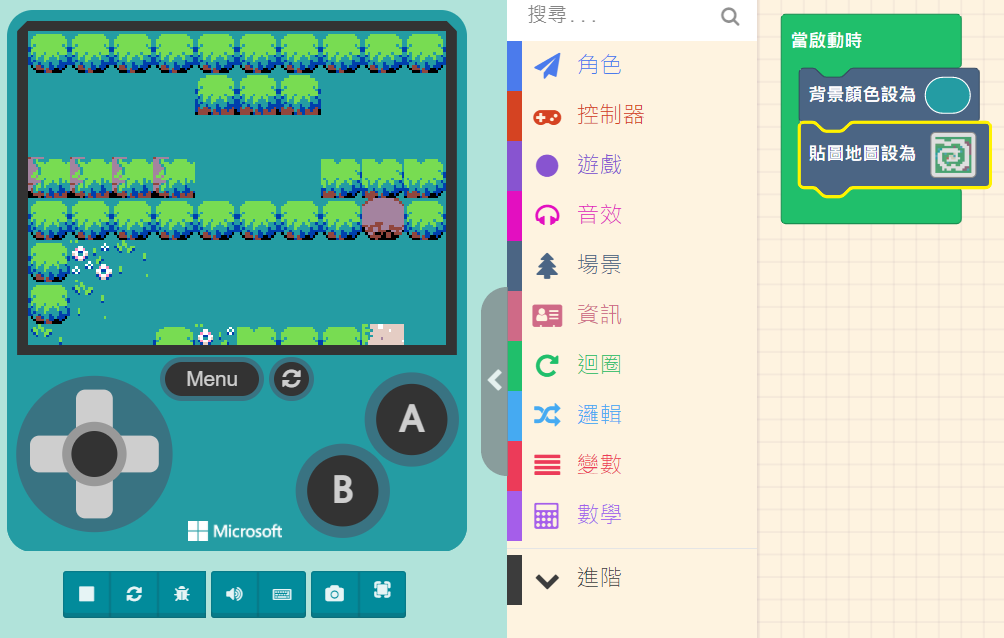 Menu
A
B
Microsoft
搜尋...
角色
控制器
遊戲
音效
場景
資訊
迴圈
邏輯
變數
數學
進階
當啟動時
背景顏色設為
貼圖地圖設為